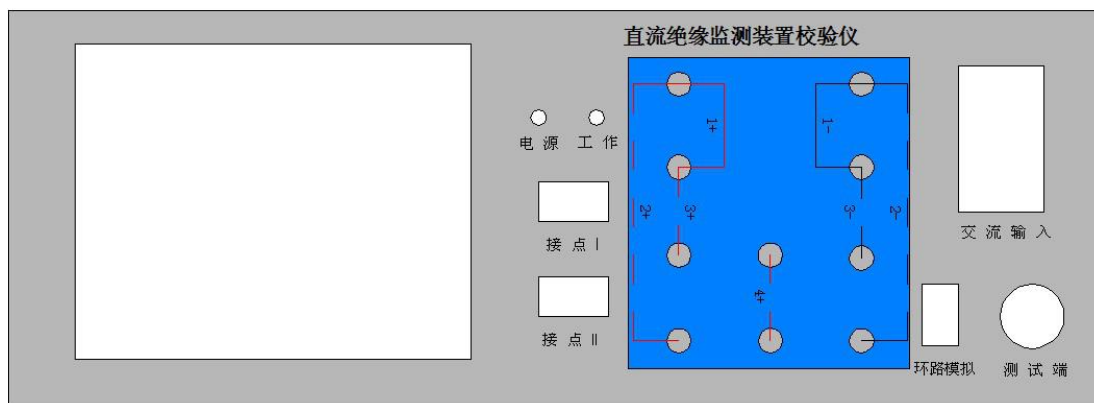 直流绝缘监测装置校验仪
电 源
工 作
1+
1-
接 点 I
2+
3+
3-
2-
交 流 输 入
接 点 II
4+
环路模拟
测 试 端